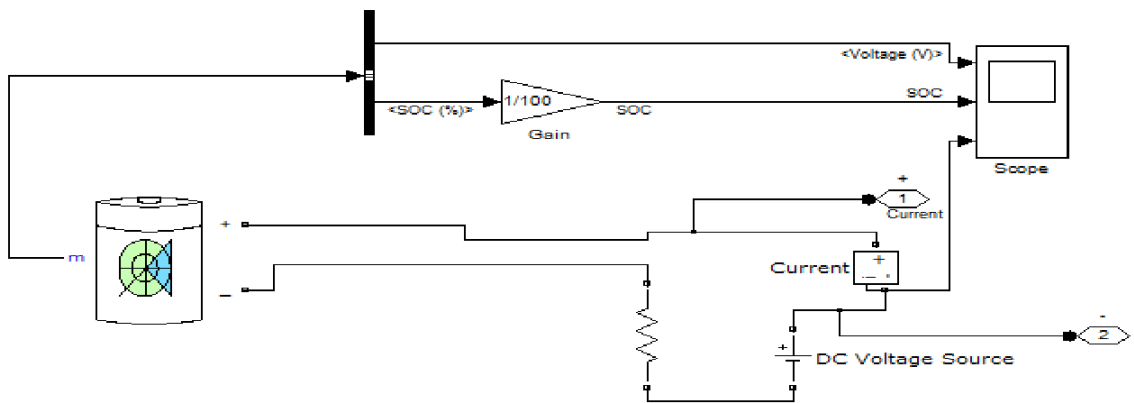 <Voltage (V)>
1/100
<SOC (%)>
SOC
SOC
Gain
Scope
+
1
Current
m
+
−
Current
+
−
-
2
+
DC Voltage Source